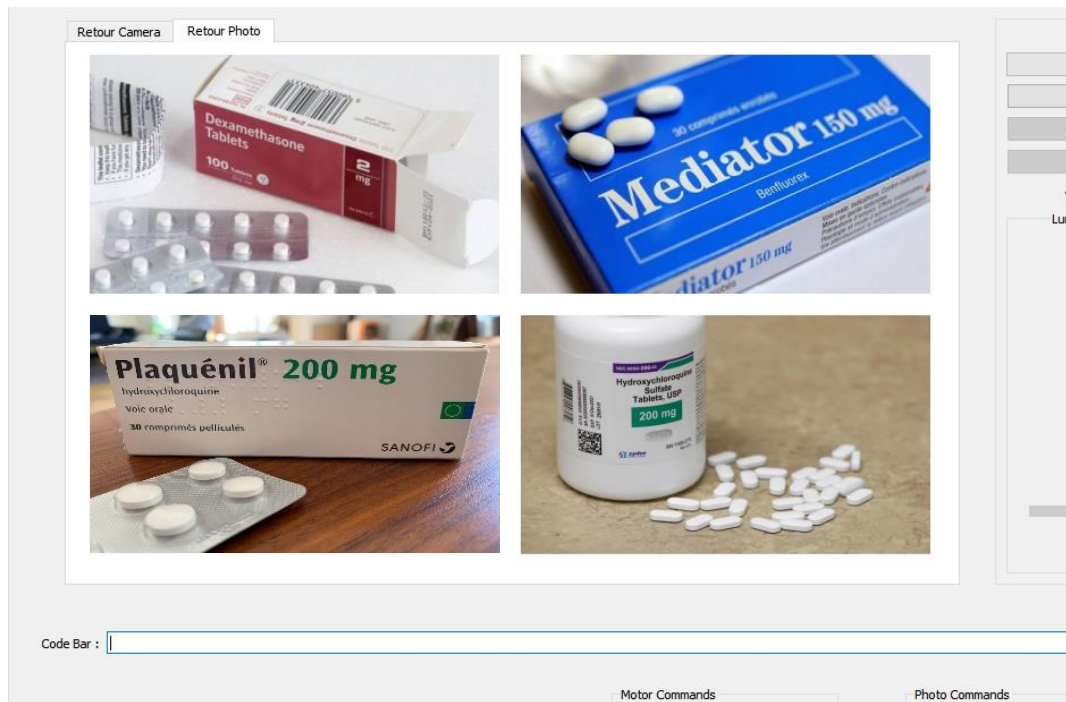 Retour Camera
Retour Photo
Dexamethasone
Tablets
100 Tablets
2
mg
30 comprimés enrobés
Mediator 150 mg
Benfluorex
Mediator 150 mg
Plaquénil® 200 mg
hydroxychloroquine
Voie orale
30 comprimés pelliculés
SANOFI
Hydroxychloroquine
Sulfate
Tablets, USP
200 mg
Code Bar :
Motor Commands
Photo Commands